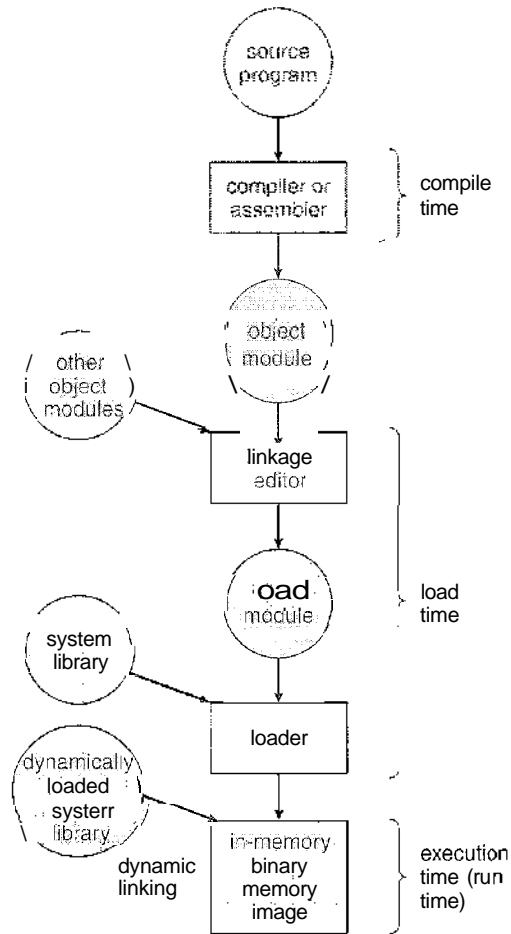 source
program
compiler or
assembler
compile
time
object
module
other
object
modules
linkage
editor
oad
module
load
time
system
library
loader
dynamically
loaded
systerr
library
dynamic
linking
in-memory
binary
memory
image
execution
time (run
time)